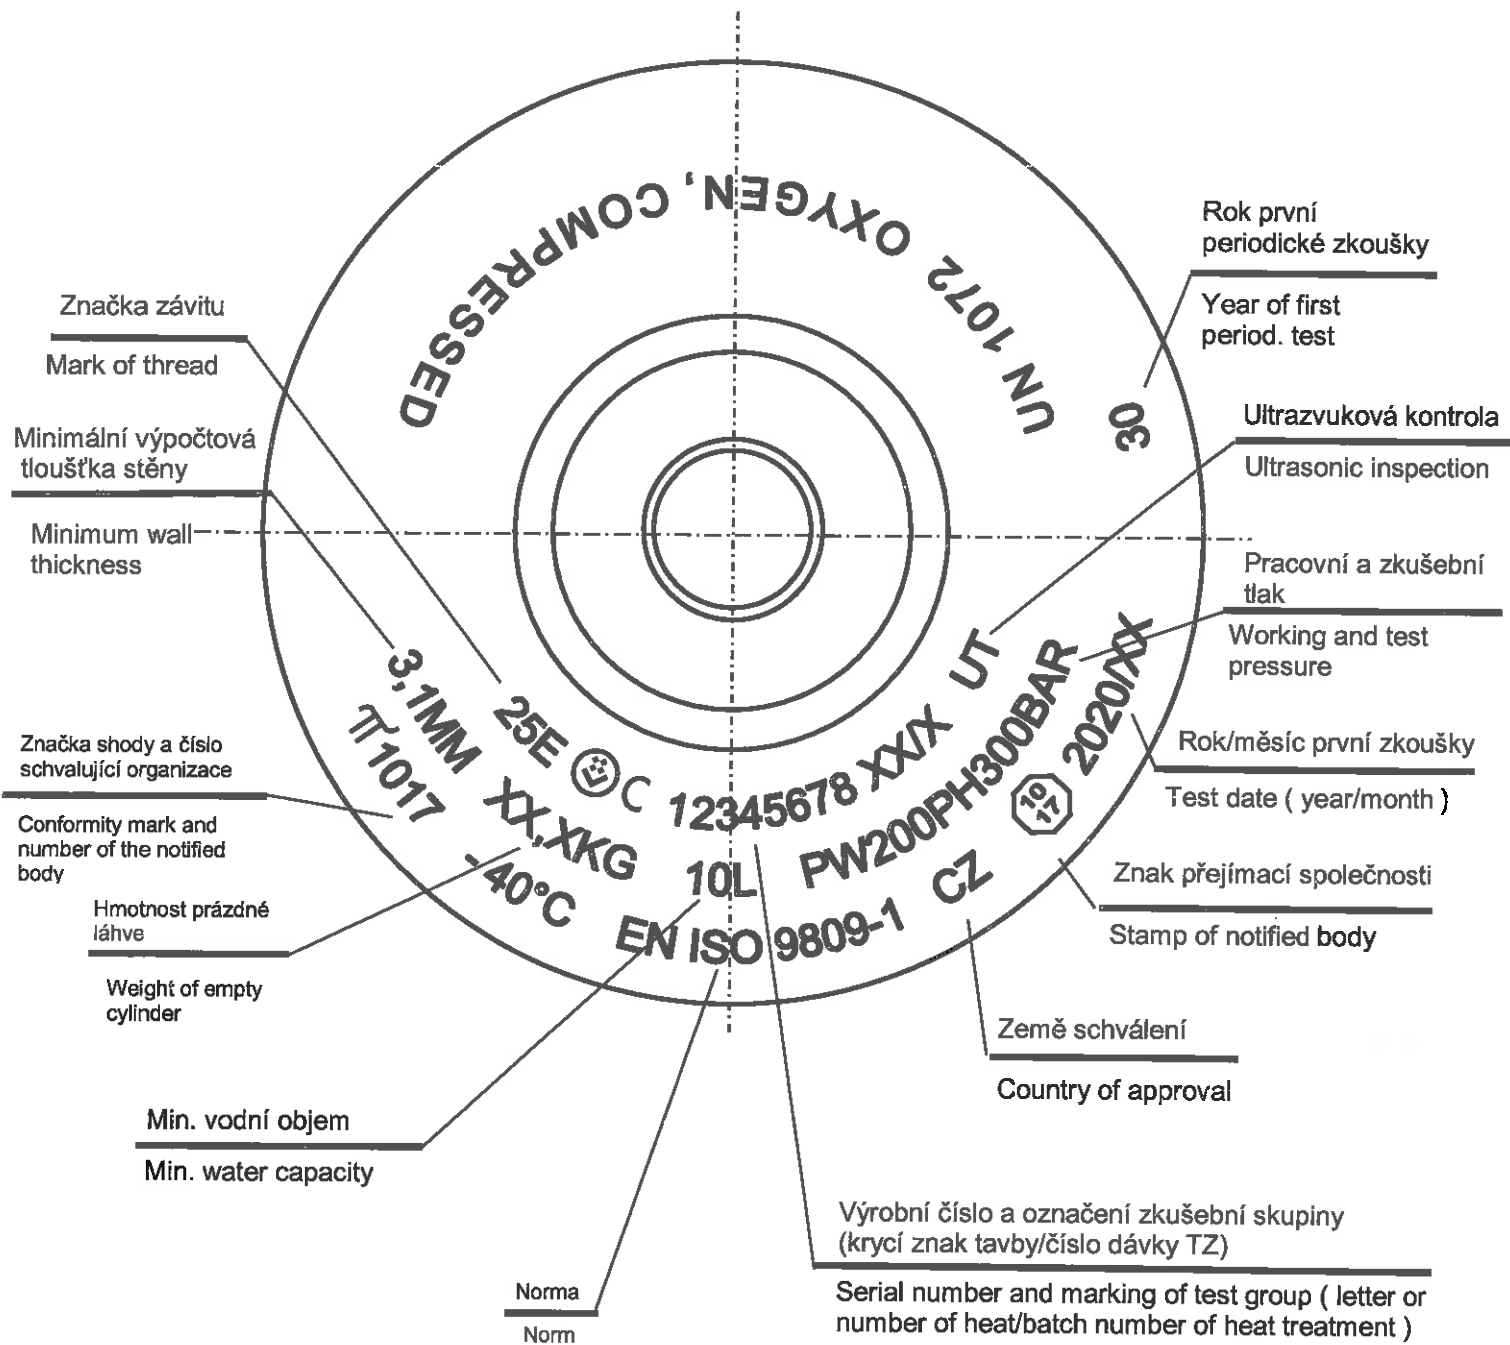 UN 1072 OXYGEN, COMPRESSED
Rok první
periodické zkoušky
Year of first
period. test
30
Značka závitu
Mark of thread
Ultrazvuková kontrola
Ultrasonic inspection
Minimální výpočtová
tloušťka stěny
Minimum wall
thickness
Pracovní a zkušební
tlak
Working and test
pressure
25E C 12345678 XX/X UT
3,1MM XX,XKG 10L PW200PH300BAR
π1017 -40°C EN ISO 9809-1 CZ 10 17 2020/XX
Značka shody a číslo
schvalující organizace
Conformity mark and
number of the notified
body
Rok/měsíc první zkoušky
Test date ( year/month )
Hmotnost prázdné
láhve
Weight of empty
cylinder
Znak přejímací společnosti
Stamp of notified body
Země schválení
Country of approval
Min. vodní objem
Min. water capacity
Výrobní číslo a označení zkušební skupiny
(krycí znak tavby/číslo dávky TZ)
Serial number and marking of test group ( letter or
number of heat/batch number of heat treatment )
Norma
Norm